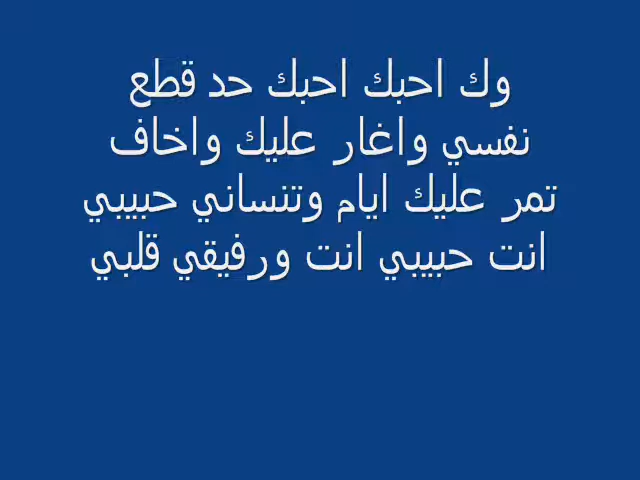 وك احبك احبك حد قطع
نفسي واغار عليك واخاف
تمر عليك ايام وتنساني حبيبي
انت حبيبي انت ورفيقي قلبي